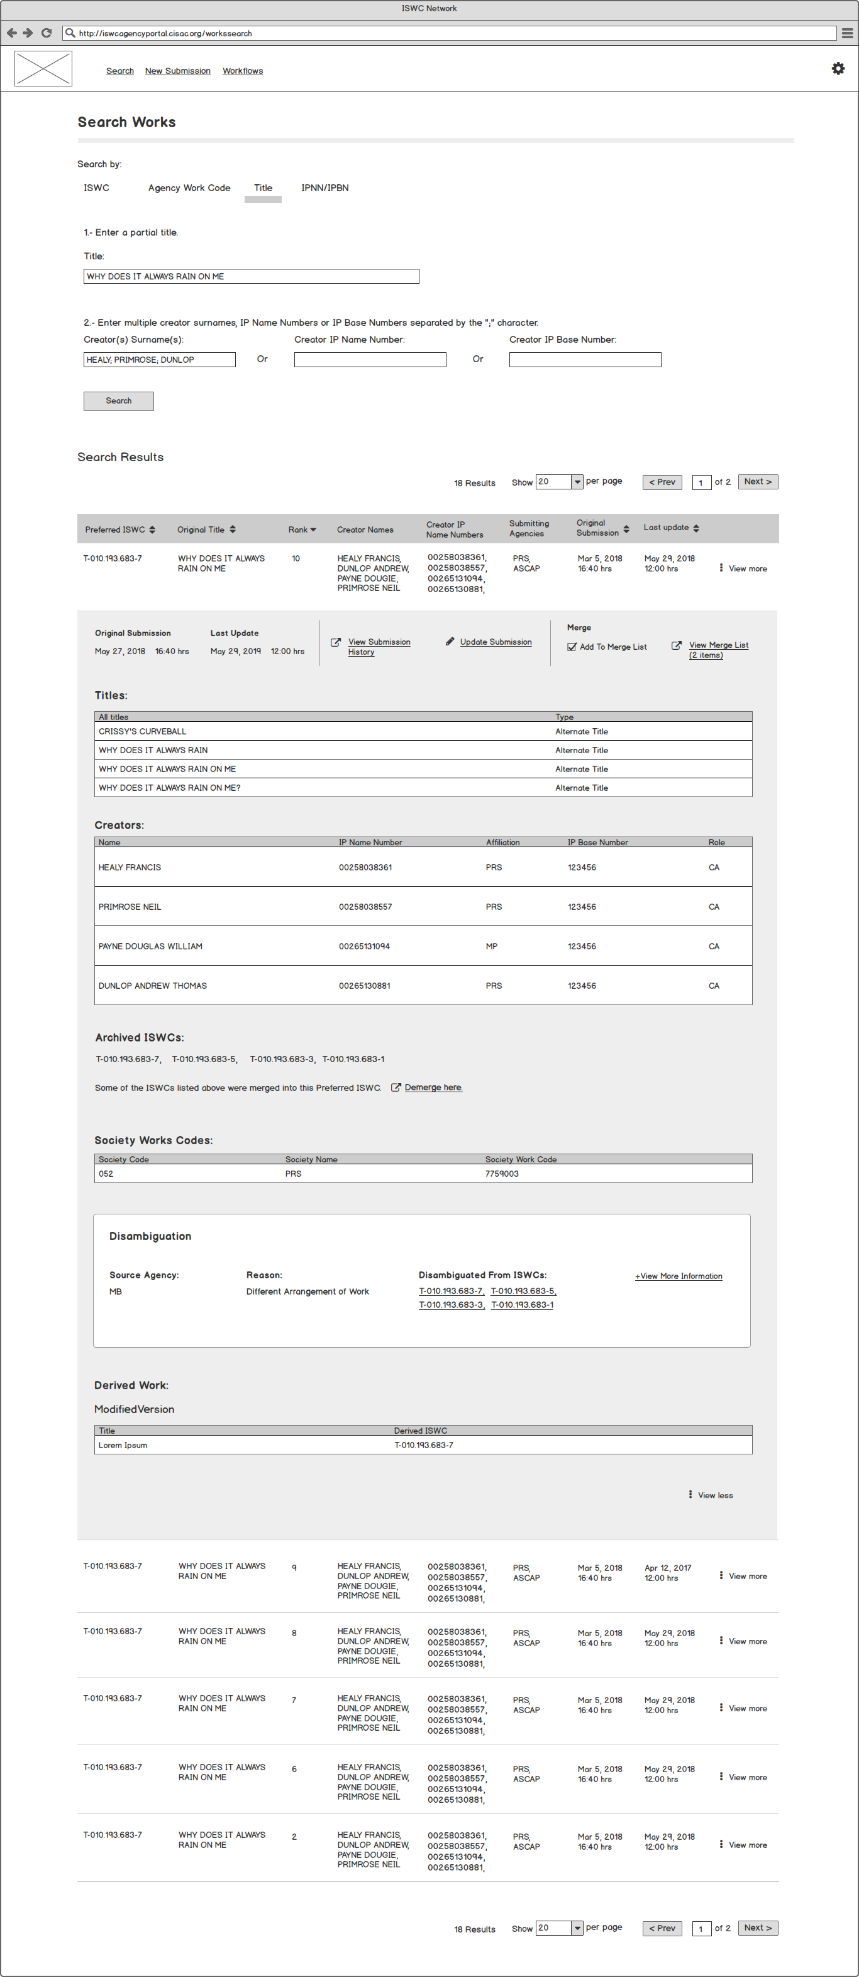 ISWC Network
http://iswcagencyportal.cisac.org/workssearch
Search New Submission Workflows
Search Works
Search by:
ISWC Agency Work Code Title IPNN/IPBN
1.- Enter a partial title.
Title:
WHY DOES IT ALWAYS RAIN ON ME
2.- Enter multiple creator surnames, IP Name Numbers or IP Base Numbers separated by the ";" character.
Creator(s) Surname(s): Creator IP Name Number: Creator IP Base Number:
HEALY; PRIMROSE; DUNLOP Or Or
Search
Search Results
18 Results Show 20 per page < Prev 1 of 2 Next >
Preferred ISWC Original Title Rank Creator Names Creator IP Name Numbers Submitting Agencies Original Submission Last update
T-010.193.683-7 WHY DOES IT ALWAYS 10 HEALY FRANCIS, 00258038361, PRS, Mar 5, 2018 May 29, 2018
RAIN ON ME DUNLOP ANDREW, 00258038557, ASCAP 16:40 hrs 12:00 hrs View more
PAYNE DOUGIE, 00265131094,
PRIMROSE NEIL 00265130881,
Original Submission Last Update Merge
May 27, 2018 16:40 hrs May 29, 2019 12:00 hrs View Submission History Update Submission Add To Merge List View Merge List (2 items)
Titles:
All titles Type
CRISSY'S CURVEBALL Alternate Title
WHY DOES IT ALWAYS RAIN Alternate Title
WHY DOES IT ALWAYS RAIN ON ME Alternate Title
WHY DOES IT ALWAYS RAIN ON ME? Alternate Title
Creators:
Name IP Name Number Affiliation IP Base Number Role
HEALY FRANCIS 00258038361 PRS 123456 CA
PRIMROSE NEIL 00258038557 PRS 123456 CA
PAYNE DOUGLAS WILLIAM 00265131094 MP 123456 CA
DUNLOP ANDREW THOMAS 00265130881 PRS 123456 CA
Archived ISWCs:
T-010.193.683-7, T-010.193.683-5, T-010.193.683-3, T-010.193.683-1
Some of the ISWCs listed above were merged into this Preferred ISWC. Demerge here.
Society Works Codes:
Society Code Society Name Society Work Code
052 PRS 7759003
Disambiguation
Source Agency: Reason: Disambiguated From ISWCs: +View More Information
MB Different Arrangement of Work T-010.193.683-7, T-010.193.683-5,
T-010.193.683-3, T-010.193.683-1
Derived Work:
ModifiedVersion
Title Derived ISWC
Lorem Ipsum T-010.193.683-7
View less
T-010.193.683-7 WHY DOES IT ALWAYS 9 HEALY FRANCIS, 00258038361, PRS, Mar 5, 2018 Apr 12, 2017
RAIN ON ME DUNLOP ANDREW, 00258038557, ASCAP 16:40 hrs 12:00 hrs View more
PAYNE DOUGIE, 00265131094,
PRIMROSE NEIL 00265130881,
T-010.193.683-7 WHY DOES IT ALWAYS 8 HEALY FRANCIS, 00258038361, PRS, Mar 5, 2018 May 29, 2018
RAIN ON ME DUNLOP ANDREW, 00258038557, ASCAP 16:40 hrs 12:00 hrs View more
PAYNE DOUGIE, 00265131094,
PRIMROSE NEIL 00265130881,
T-010.193.683-7 WHY DOES IT ALWAYS 7 HEALY FRANCIS, 00258038361, PRS, Mar 5, 2018 May 29, 2018
RAIN ON ME DUNLOP ANDREW, 00258038557, ASCAP 16:40 hrs 12:00 hrs View more
PAYNE DOUGIE, 00265131094,
PRIMROSE NEIL 00265130881,
T-010.193.683-7 WHY DOES IT ALWAYS 6 HEALY FRANCIS, 00258038361, PRS, Mar 5, 2018 May 29, 2018
RAIN ON ME DUNLOP ANDREW, 00258038557, ASCAP 16:40 hrs 12:00 hrs View more
PAYNE DOUGIE, 00265131094,
PRIMROSE NEIL 00265130881,
T-010.193.683-7 WHY DOES IT ALWAYS 2 HEALY FRANCIS, 00258038361, PRS, Mar 5, 2018 May 29, 2018
RAIN ON ME DUNLOP ANDREW, 00258038557, ASCAP 16:40 hrs 12:00 hrs View more
PAYNE DOUGIE, 00265131094,
PRIMROSE NEIL 00265130881,
18 Results Show 20 per page < Prev 1 of 2 Next >